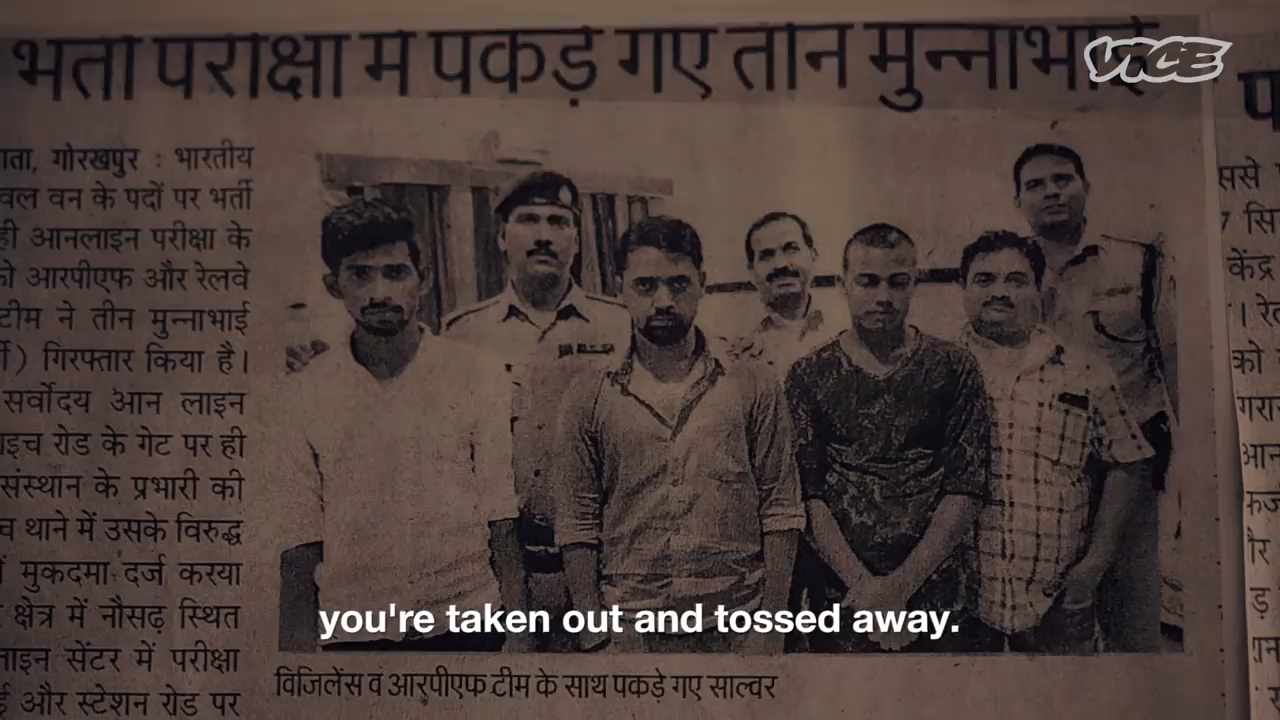 भर्ती परीक्षा में पकड़े गए तीन मुन्नाभाई
VICE
गोरखपुर : भारतीय
वन के पदों पर भर्ती
ही आनलाइन परीक्षा के
आरपीएफ और रेलवे
टीम ने तीन मुन्नाभाई
गिरफ्तार किया है।
सर्वोदय आन लाइन
रोड के गेट पर ही
संस्थान के प्रभारी की
थाने में उसके विरुद्ध
मुकदमा दर्ज करया
क्षेत्र में नौसढ़ स्थित
सेंटर में परीक्षा
और स्टेशन रोड पर
you're taken out and tossed away.
विजिलेंस व आरपीएफ टीम के साथ पकड़े गए साल्वर
ससे
केंद्र
को